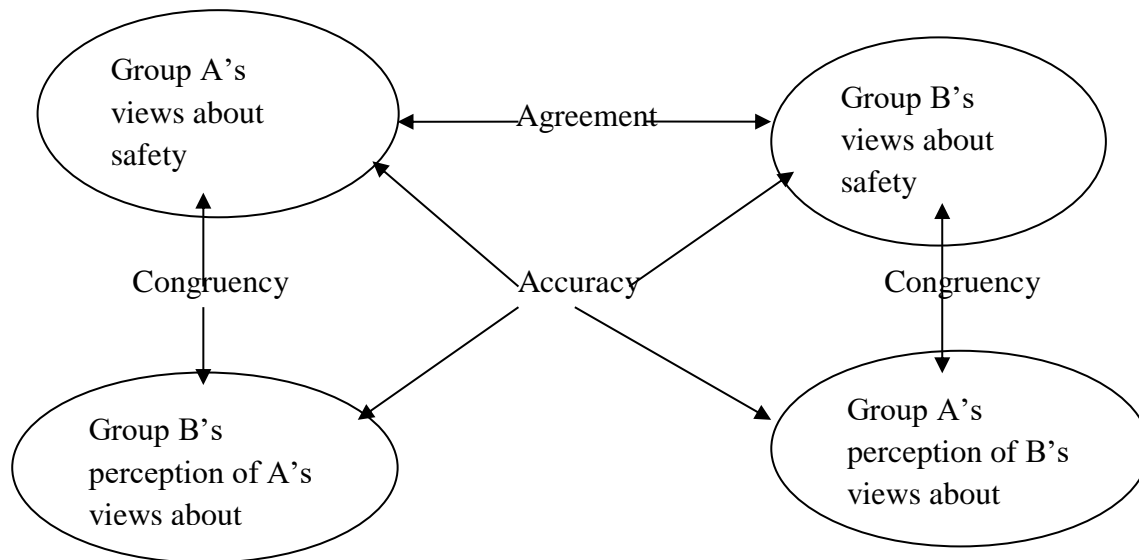 Group A’s
views about
safety
Agreement
Group B’s
views about
safety
Congruency
Accuracy
Congruency
Group B’s
perception of A’s
views about
Group A’s
perception of B’s
views about